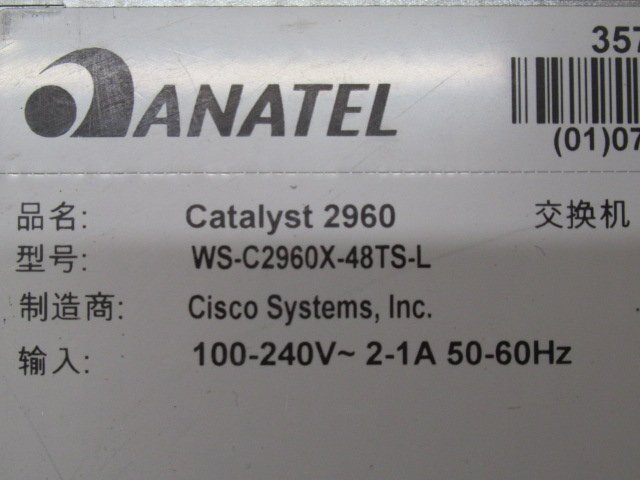 ANATEL
357
(01)07
品名: Catalyst 2960 交换机
型号: WS-C2960X-48TS-L
制造商: Cisco Systems, Inc.
输入: 100-240V~ 2-1A 50-60Hz